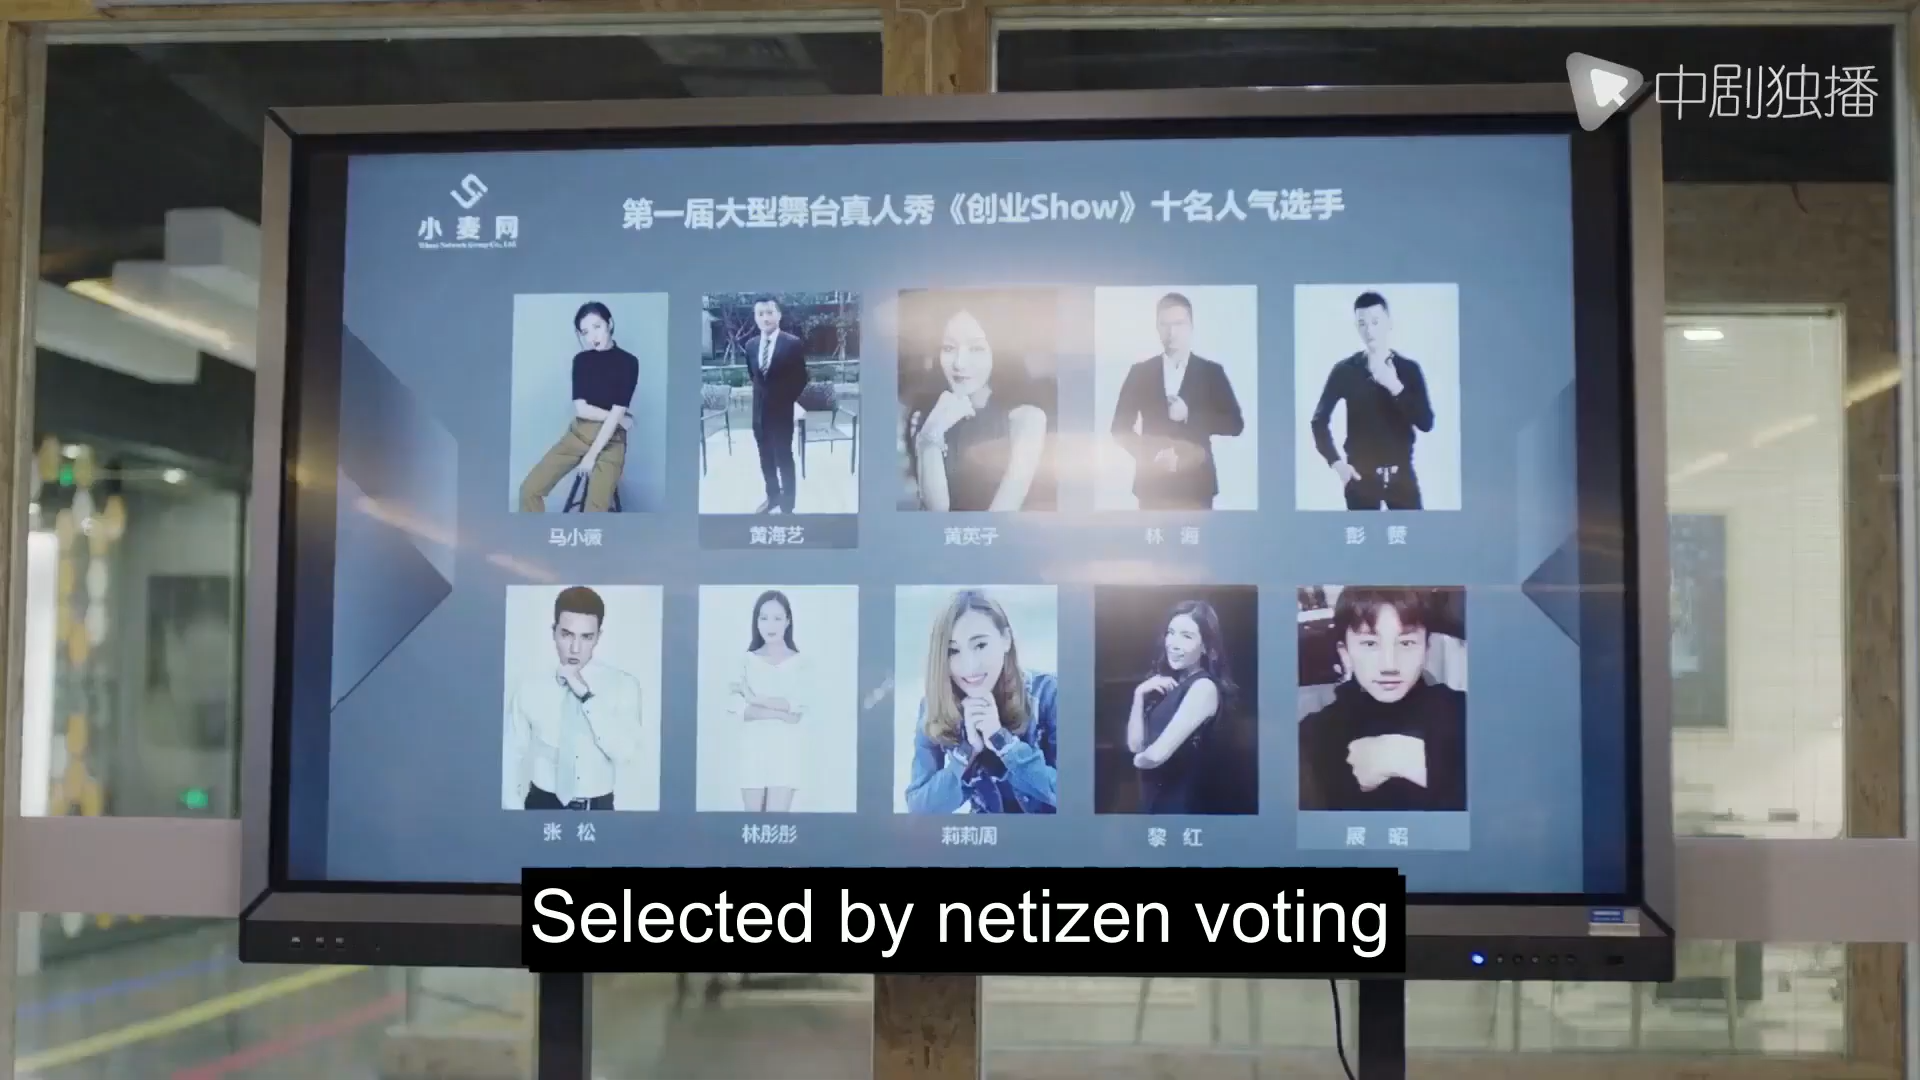 中剧独播
小麦网
第一届大型舞台真人秀《创业Show》十名人气选手
马小薇 黄海艺 黄英子 林 海 彭 赞
张 松 林彤彤 莉莉周 黎 红 展 昭
Selected by netizen voting